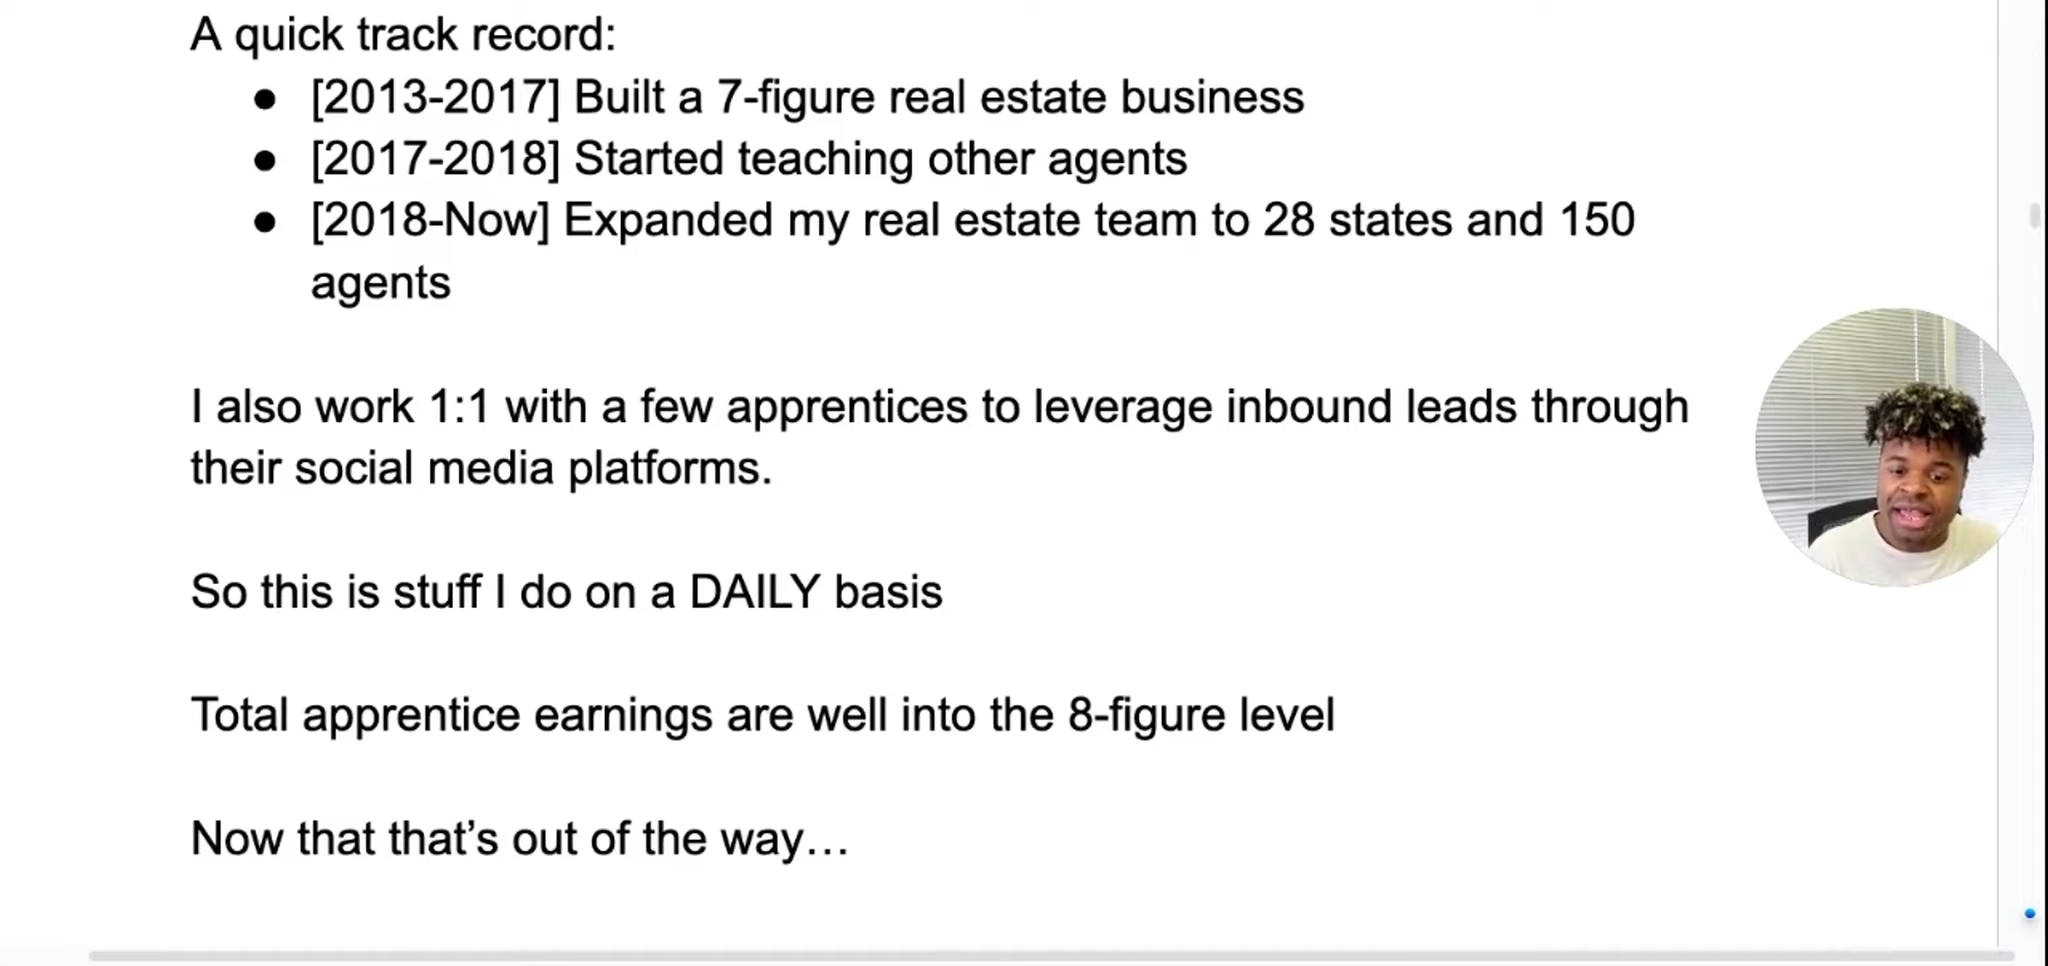 A quick track record:
● [2013-2017] Built a 7-figure real estate business
● [2017-2018] Started teaching other agents
● [2018-Now] Expanded my real estate team to 28 states and 150
agents
I also work 1:1 with a few apprentices to leverage inbound leads through
their social media platforms.
So this is stuff I do on a DAILY basis
Total apprentice earnings are well into the 8-figure level
Now that that’s out of the way…